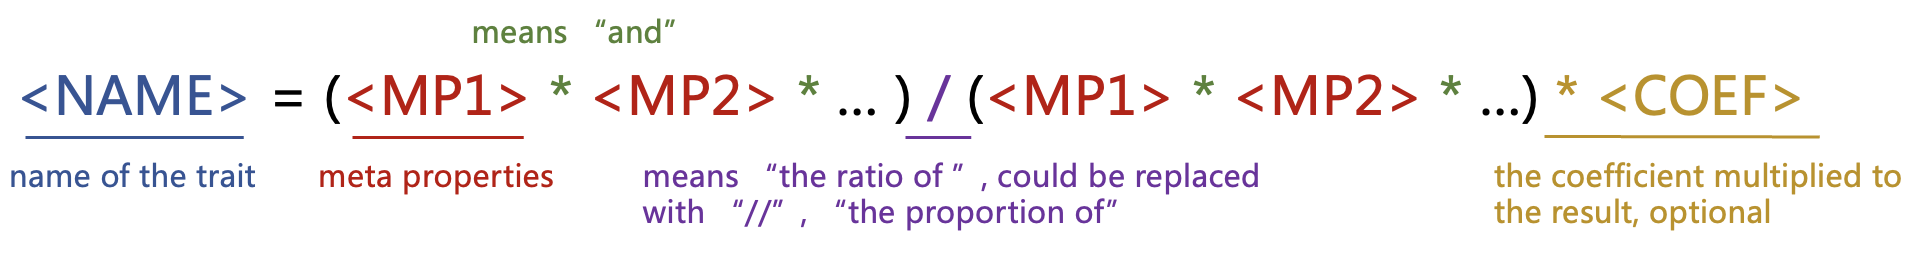 means “and”
<NAME> = (<MP1> * <MP2> * ... ) / (<MP1> * <MP2> * ...) * <COEF>
name of the trait
meta properties
means “the ratio of ”, could be replaced
with “//”, “the proportion of”
the coefficient multiplied to
the result, optional